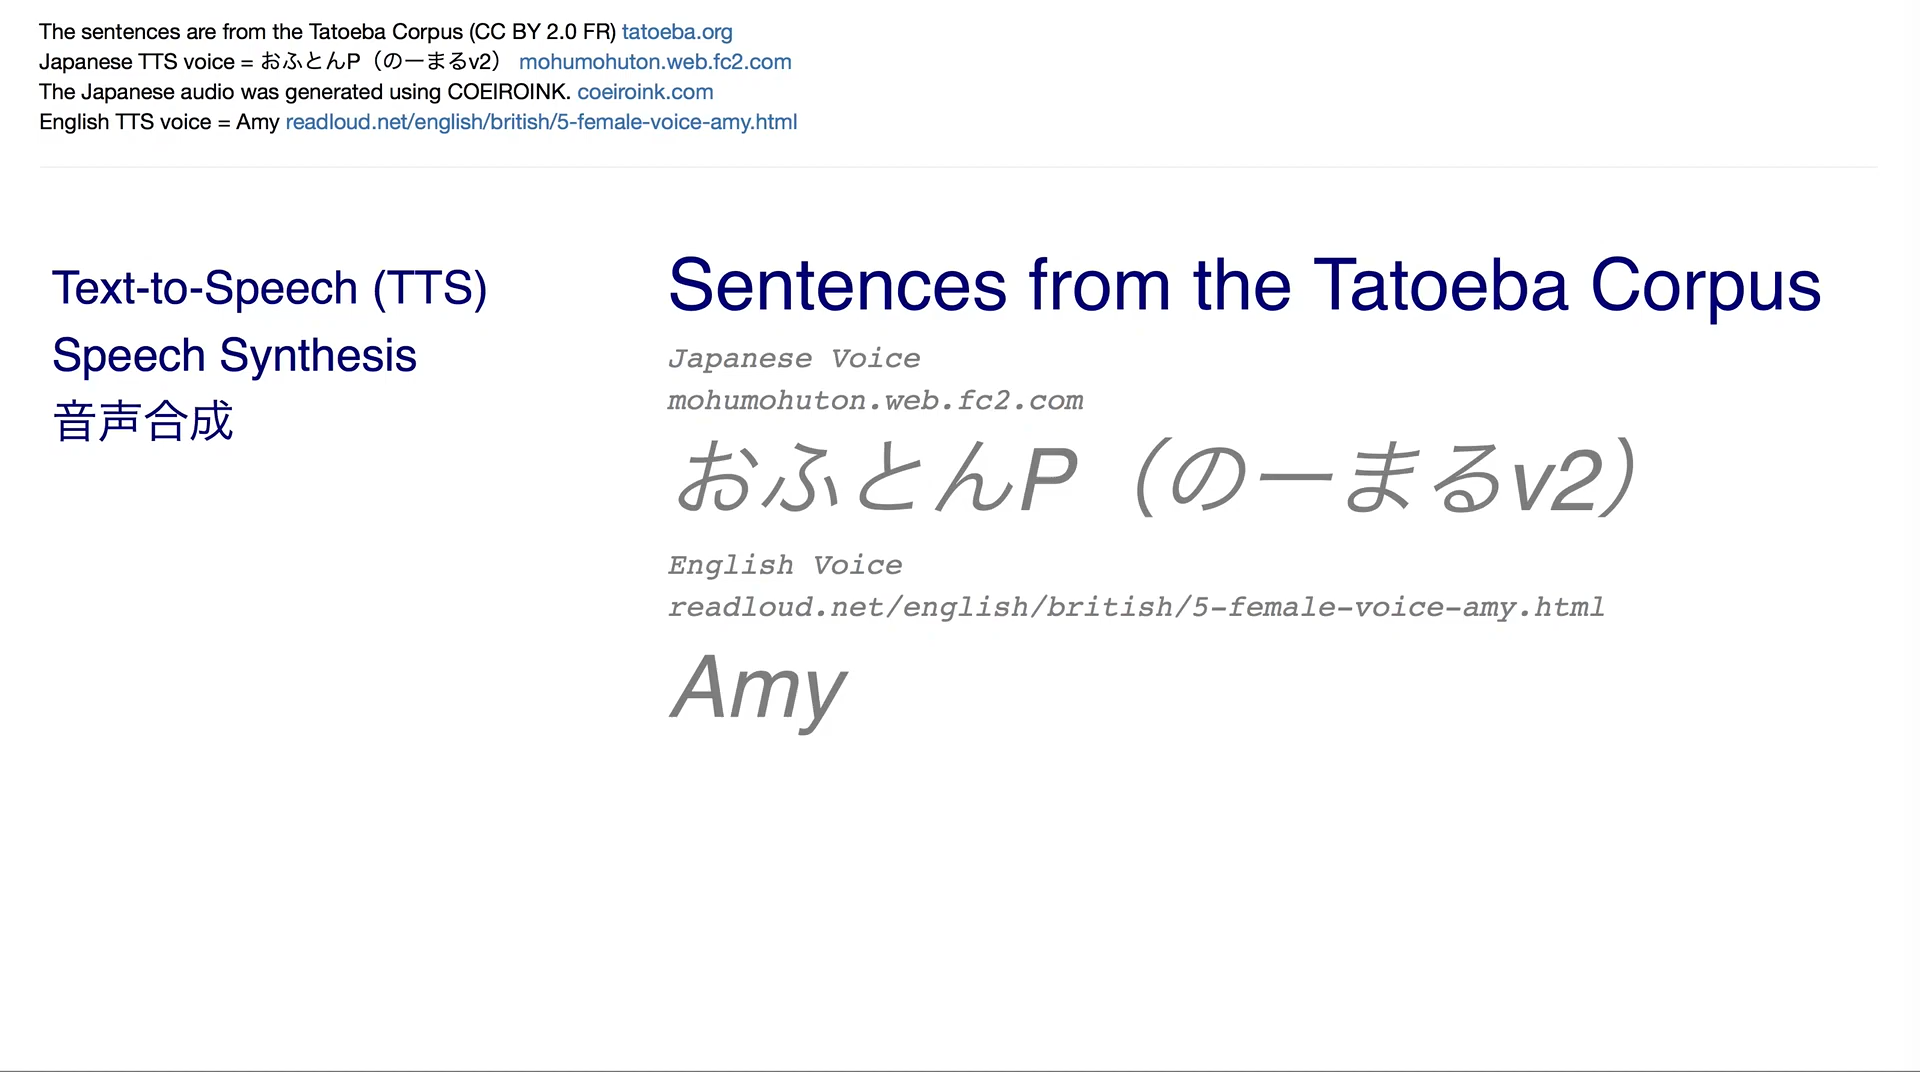 The sentences are from the Tatoeba Corpus (CC BY 2.0 FR) tatoeba.org
Japanese TTS voice = おふとんP（のーまるv2） mohumohuton.web.fc2.com
The Japanese audio was generated using COEIROINK. coeiroink.com
English TTS voice = Amy readloud.net/english/british/5-female-voice-amy.html
Text-to-Speech (TTS)
Speech Synthesis
音声合成
Sentences from the Tatoeba Corpus
Japanese Voice
mohumohuton.web.fc2.com
おふとんP（のーまるv2）
English Voice
readloud.net/english/british/5-female-voice-amy.html
Amy